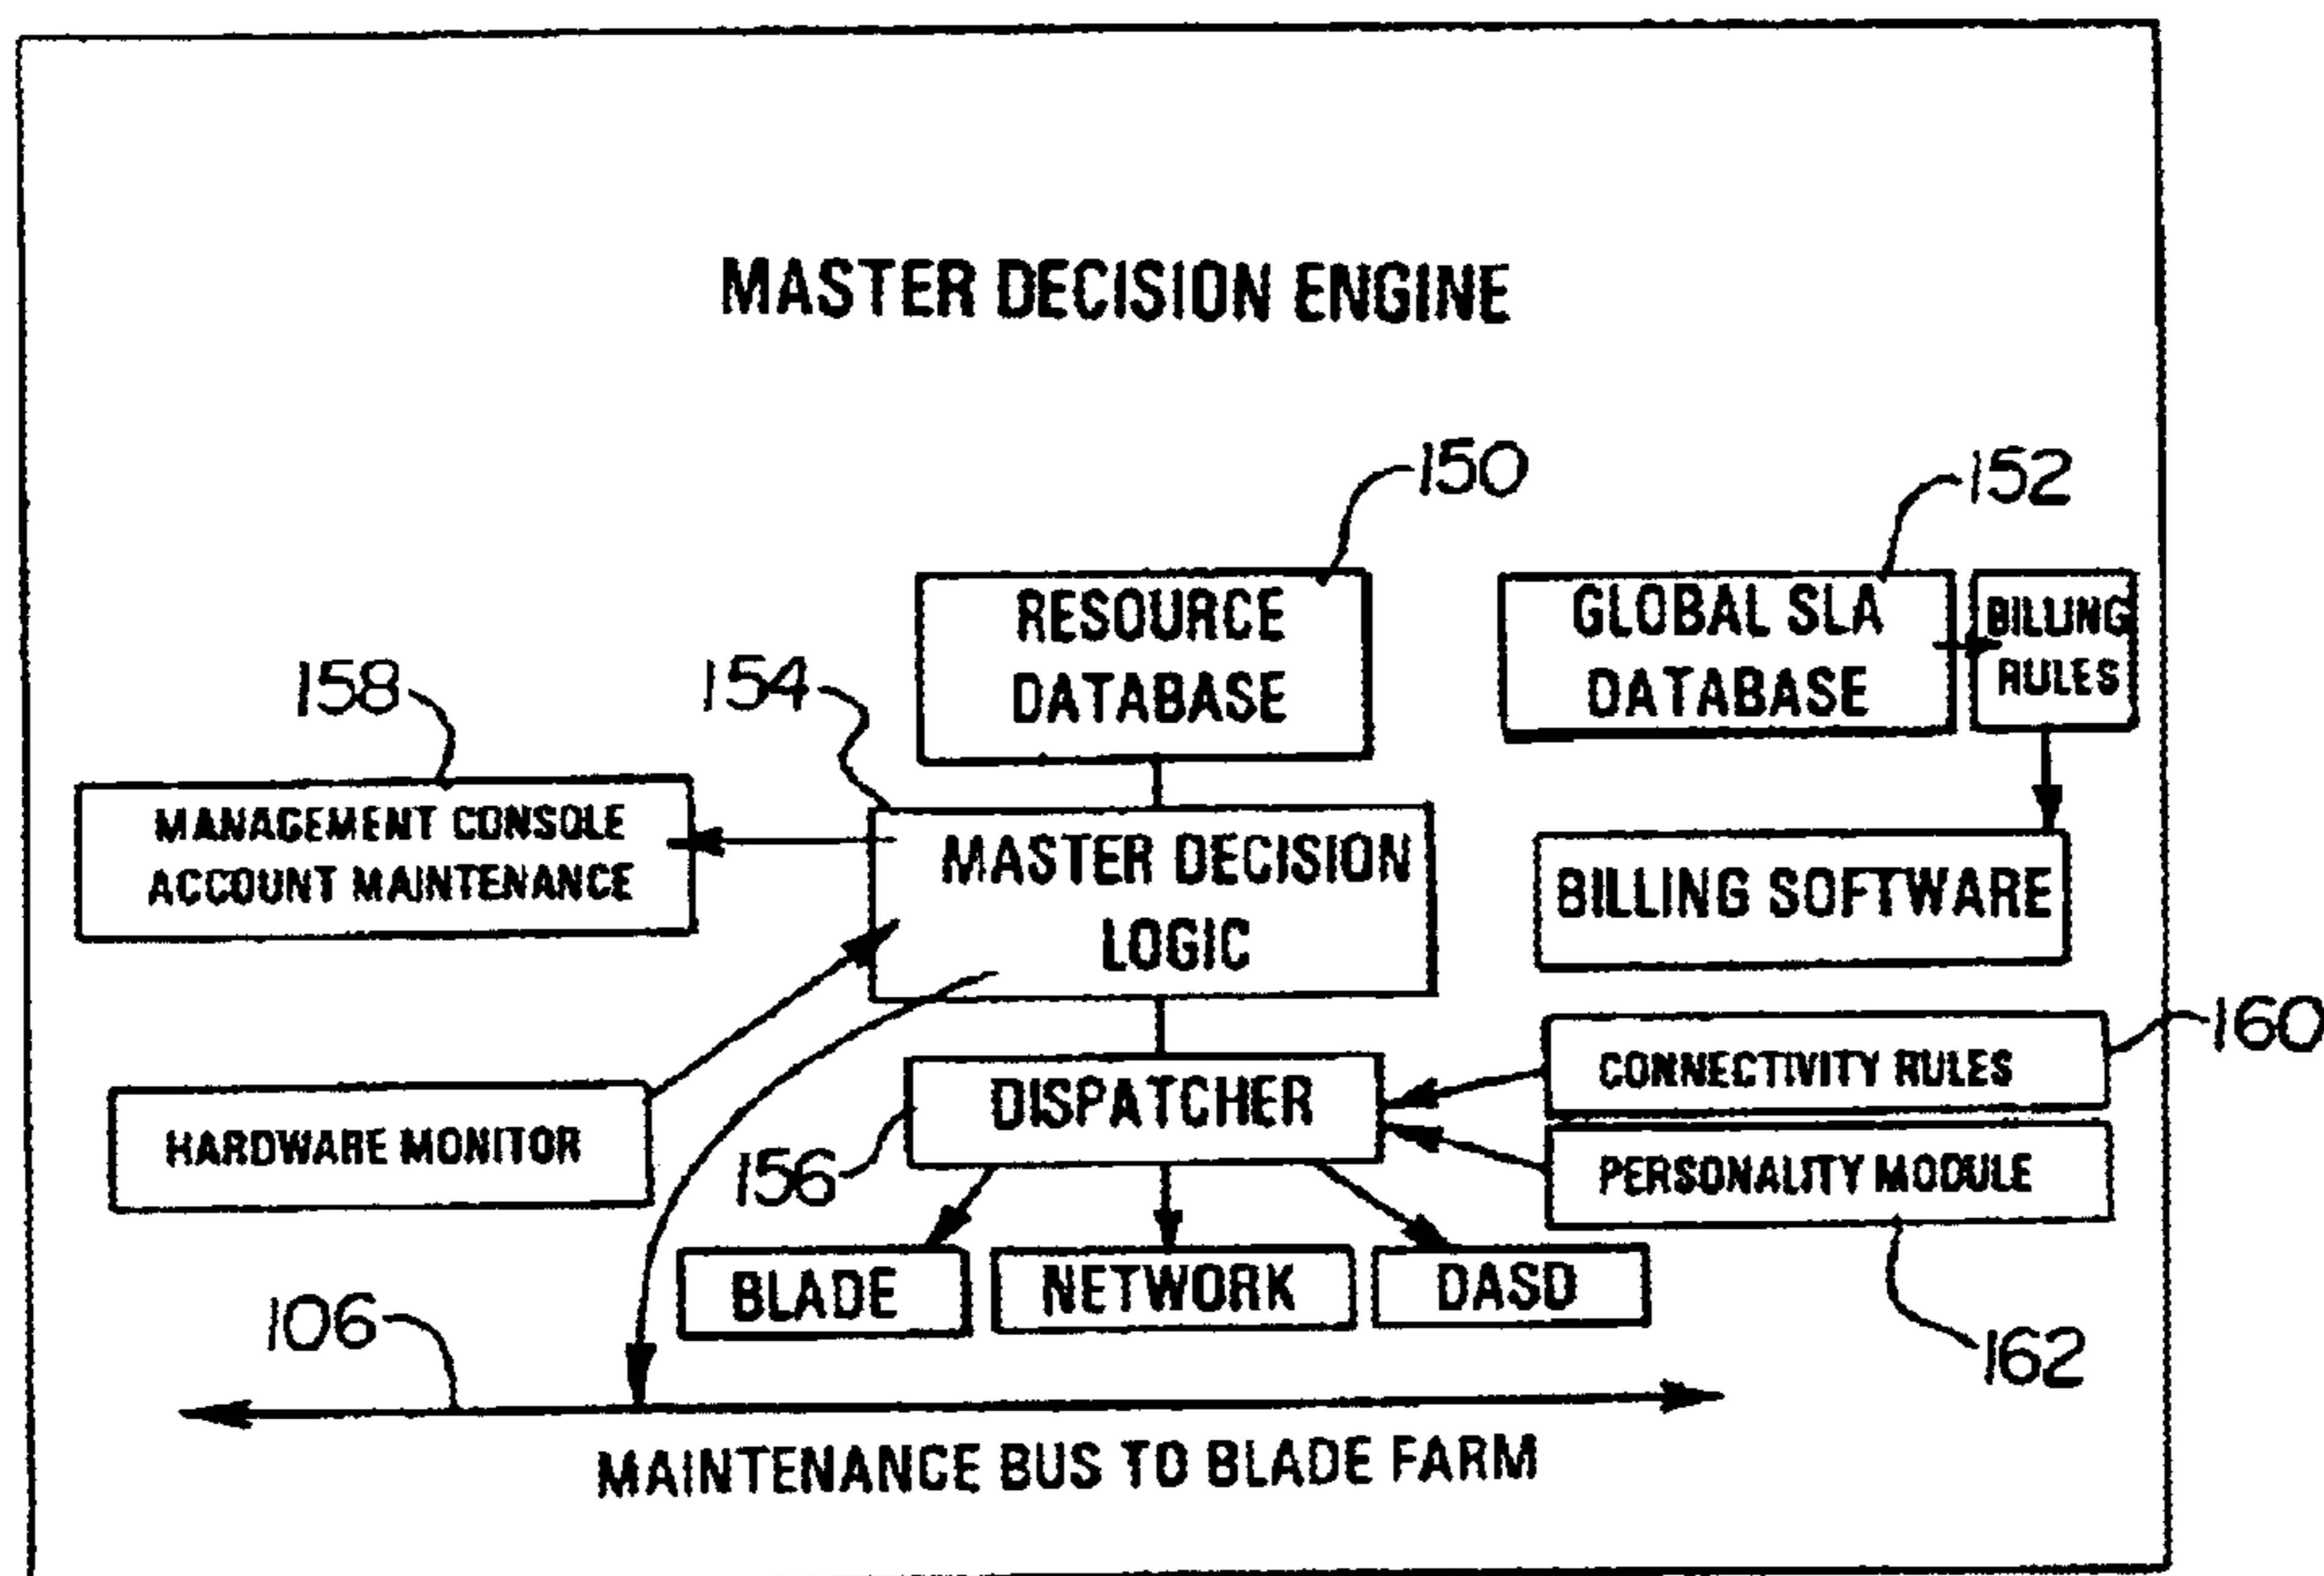 MASTER DECISION ENGINE
150
152
RESOURCE
DATABASE
GLOBAL SLA
DATABASE
BILLING
RULES
158
154
MANAGEMENT CONSOLE
ACCOUNT MAINTENANCE
MASTER DECISION
LOGIC
BILLING SOFTWARE
160
CONNECTIVITY RULES
HARDWARE MONITOR
DISPATCHER
156
PERSONALITY MODULE
BLADE
NETWORK
DASD
106
162
MAINTENANCE BUS TO BLADE FARM